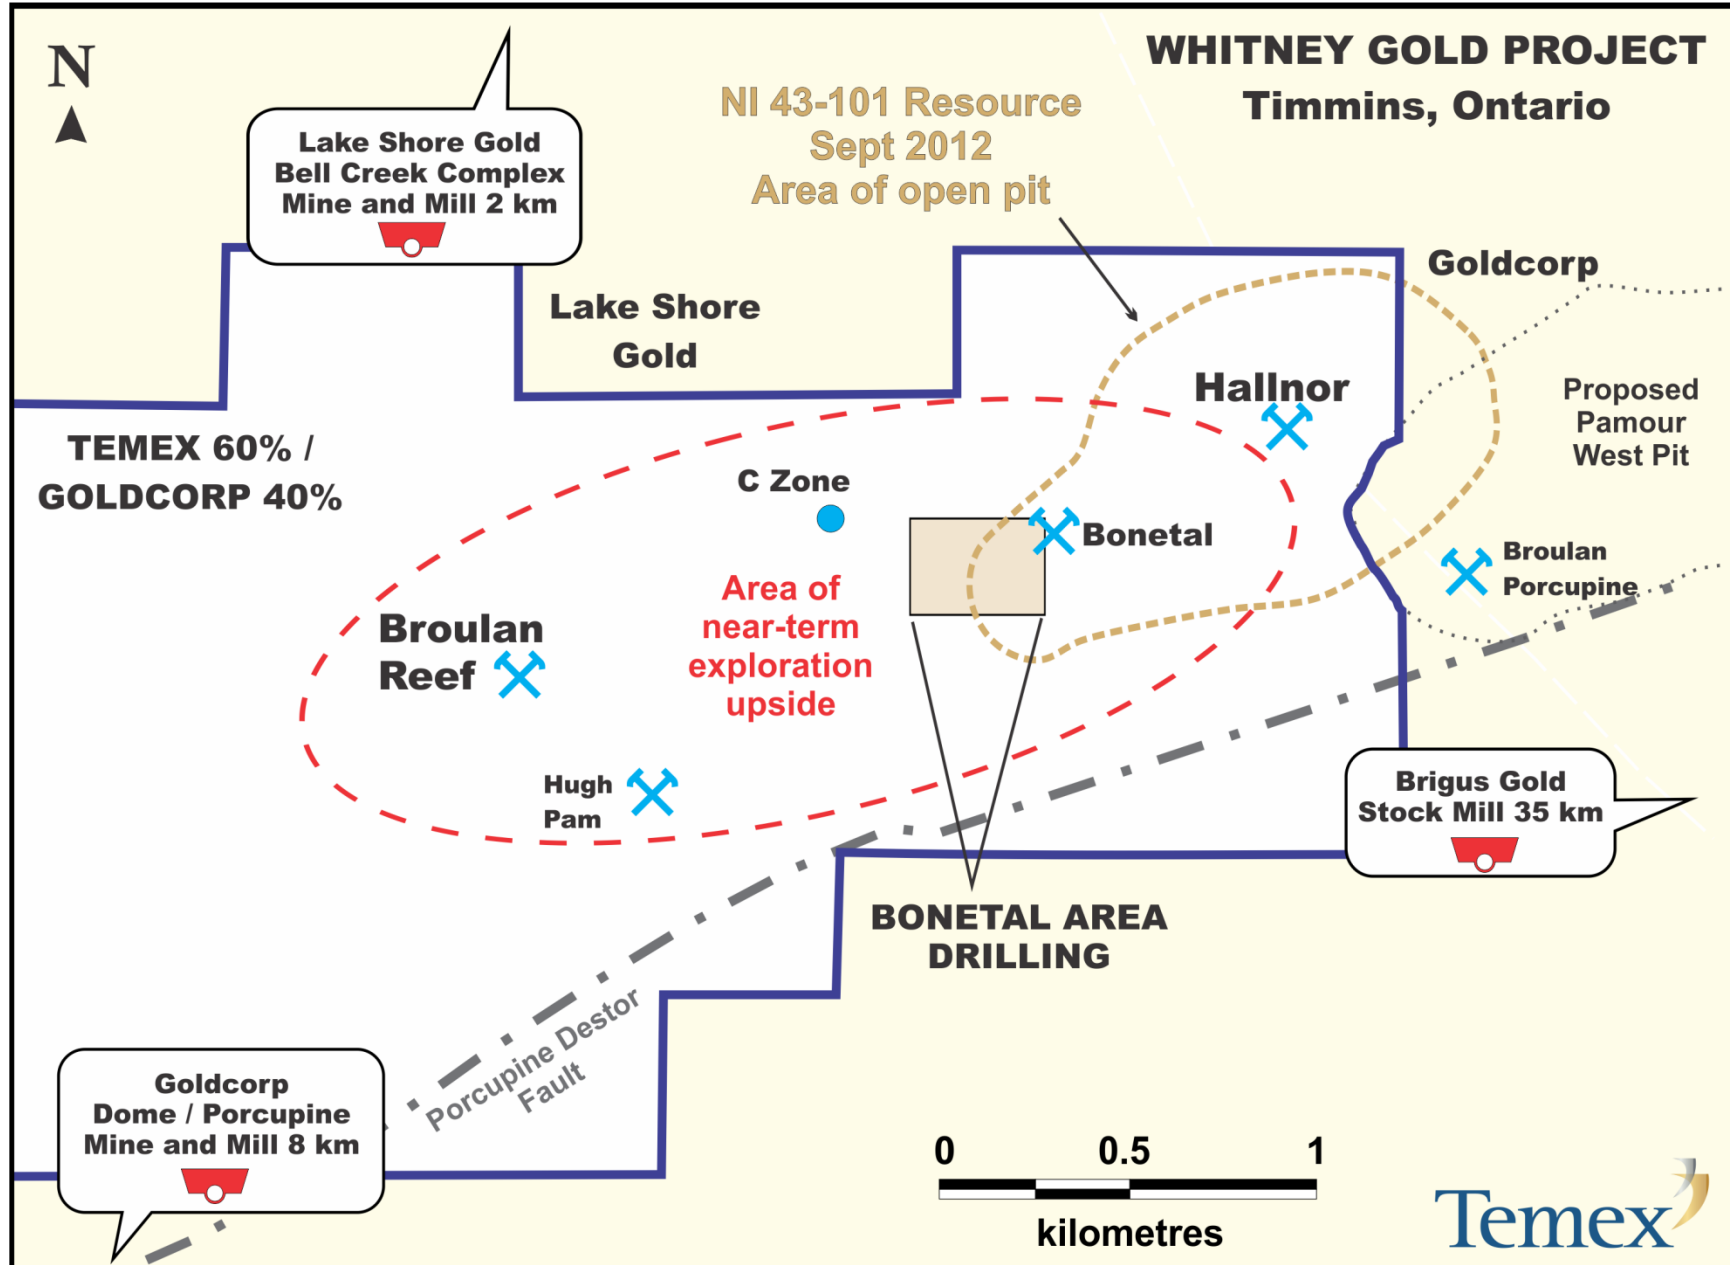 N
WHITNEY GOLD PROJECT
Timmins, Ontario
NI 43-101 Resource
Sept 2012
Area of open pit
Lake Shore Gold
Bell Creek Complex
Mine and Mill 2 km
Lake Shore
Gold
Goldcorp
Hallnor
Proposed
Pamour
West Pit
TEMEX 60% /
GOLDCORP 40%
C Zone
Bonetal
Broulan
Porcupine
Area of
near-term
exploration
upside
Broulan
Reef
Hugh
Pam
Brigus Gold
Stock Mill 35 km
BONETAL AREA
DRILLING
Porcupine Destor
Fault
Goldcorp
Dome / Porcupine
Mine and Mill 8 km
0 0.5 1
kilometres
Temex